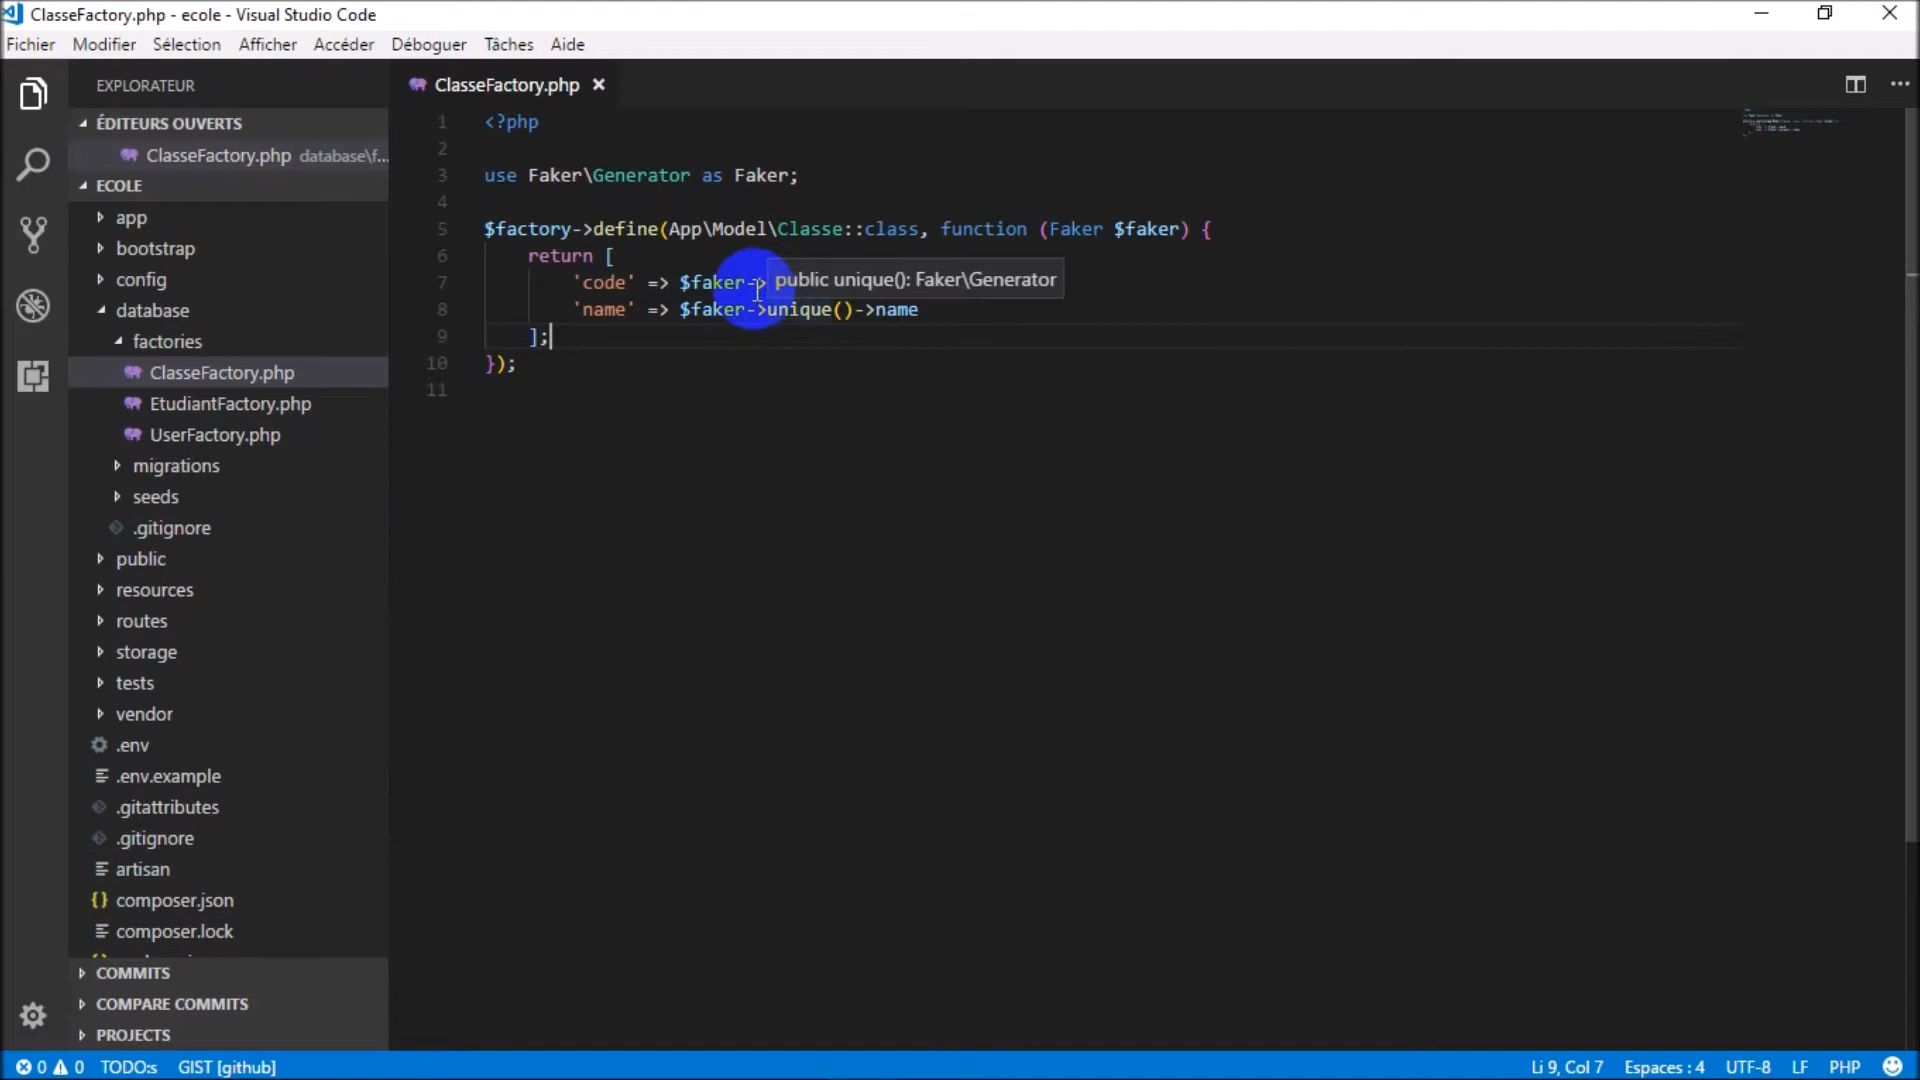 ClasseFactory.php - ecole - Visual Studio Code
Fichier Modifier Sélection Afficher Accéder Déboguer Tâches Aide
EXPLORATEUR
ÉDITEURS OUVERTS
ClasseFactory.php database\f...
ECOLE
app
bootstrap
config
database
factories
ClasseFactory.php
EtudiantFactory.php
UserFactory.php
migrations
seeds
.gitignore
public
resources
routes
storage
tests
vendor
.env
.env.example
.gitattributes
.gitignore
artisan
composer.json
composer.lock
COMMITS
COMPARE COMMITS
PROJECTS
ClasseFactory.php
1 <?php
2
3 use Faker\Generator as Faker;
4
5 $factory->define(App\Model\Classe::class, function (Faker $faker) {
6 return [
7 'code' => $faker->
public unique(): Faker\Generator
8 'name' => $faker->unique()->name
9 ];
10 });
11
0 0 TODO:s GIST [github] Li 9, Col 7 Espaces : 4 UTF-8 LF PHP